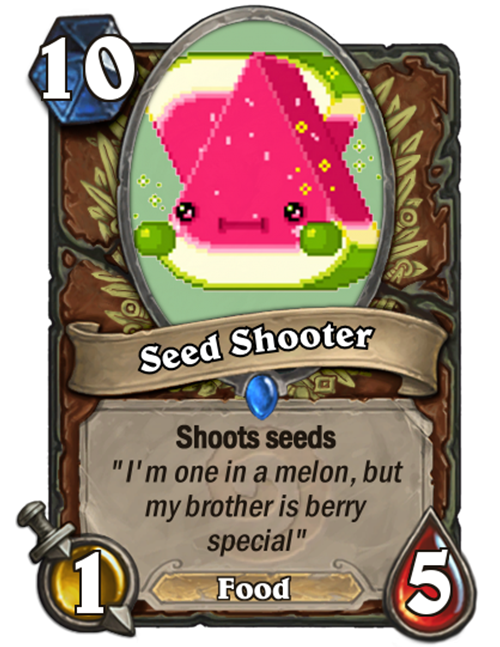 10
Seed Shooter
Shoots seeds
"I'm one in a melon, but
my brother is berry
special"
1
Food
5